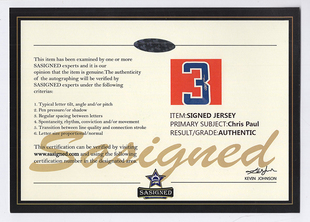 This item has been examined by one or more
SASIGNED experts and it is our
opinion that the item is genuine.The authenticity
of the autographing will be verified by
SASIGNED experts under the following
criterias:
1. Typical letter tilt, angle and/or pitch
2. Pen pressure/or shadow
3. Regular spacing between letters
4. Spontaneity, rhythm, conviction and/or movement
5. Transition between line quality and connection stroke
6. Letter size proportional/normal
This certification can be verified by visiting
www.sasigned.com and using the following
certification number in the designated area:
3
ITEM:SIGNED JERSEY
PRIMARY SUBJECT:Chris Paul
RESULT/GRADE:AUTHENTIC
Sasigned
KEVIN JOHNSON
SASIGNED